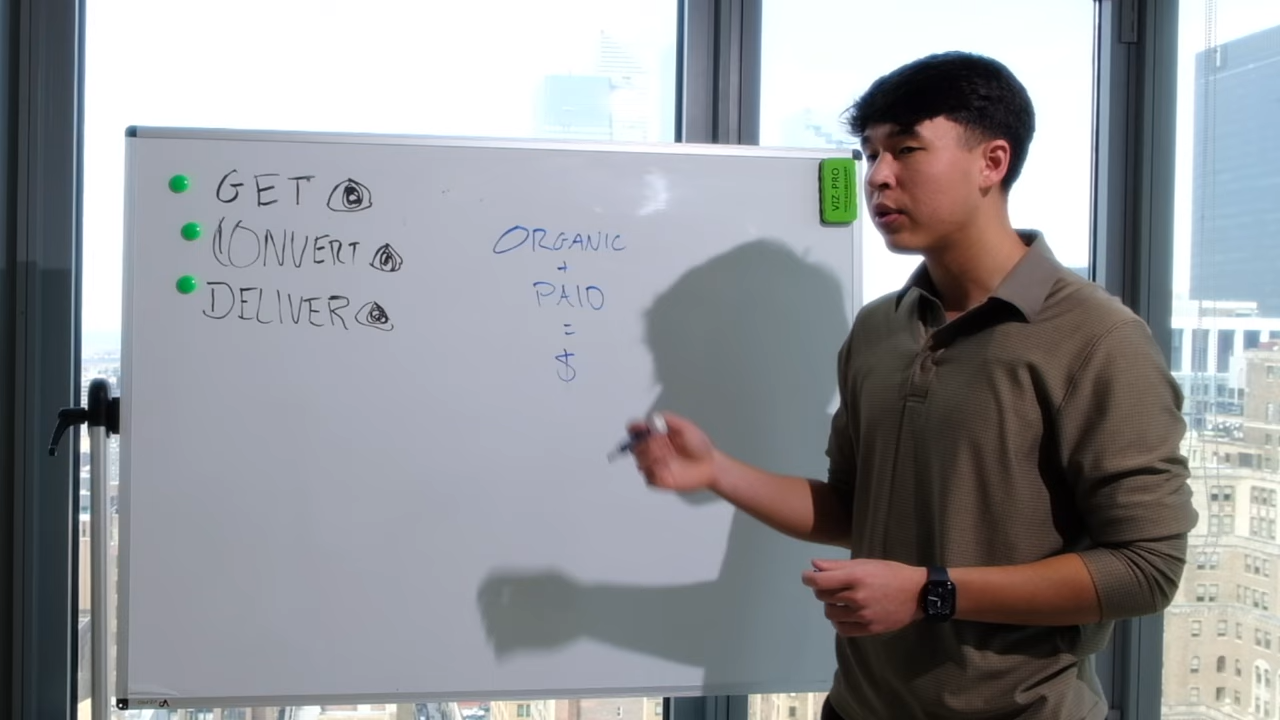 GET
CONVERT
DELIVER
ORGANIC
+
PAID
=
$
VIZ-PRO